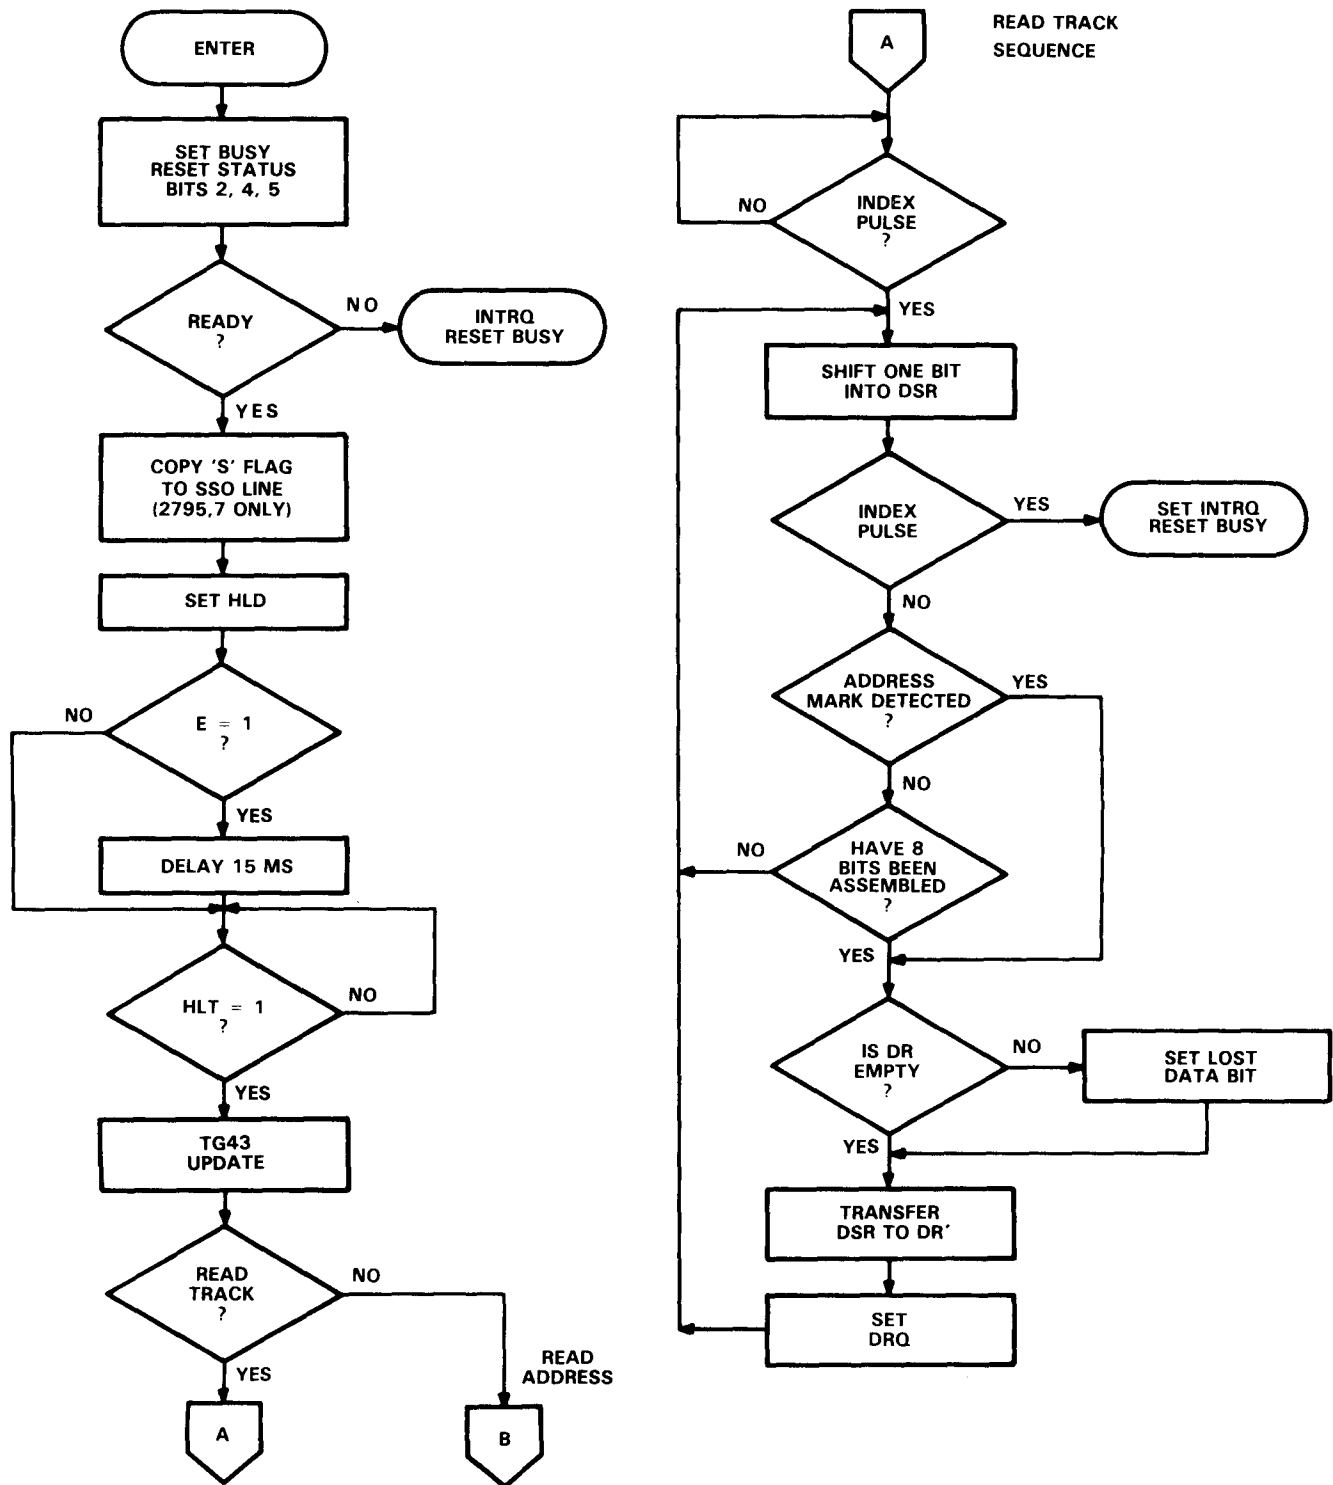 ENTER
SET BUSY
RESET STATUS
BITS 2, 4, 5
READY
?
NO
INTRQ
RESET BUSY
YES
COPY 'S' FLAG
TO SSO LINE
(2795,7 ONLY)
SET HLD
NO
E = 1
?
YES
DELAY 15 MS
HLT = 1
?
NO
YES
TG43
UPDATE
READ
TRACK
?
NO
YES
READ
ADDRESS
A
B
A
READ TRACK
SEQUENCE
NO
INDEX
PULSE
?
YES
SHIFT ONE BIT
INTO DSR
INDEX
PULSE
YES
SET INTRQ
RESET BUSY
NO
ADDRESS
MARK DETECTED
?
YES
NO
NO
HAVE 8
BITS BEEN
ASSEMBLED
?
YES
IS DR
EMPTY
?
NO
SET LOST
DATA BIT
YES
TRANSFER
DSR TO DR'
SET
DRQ